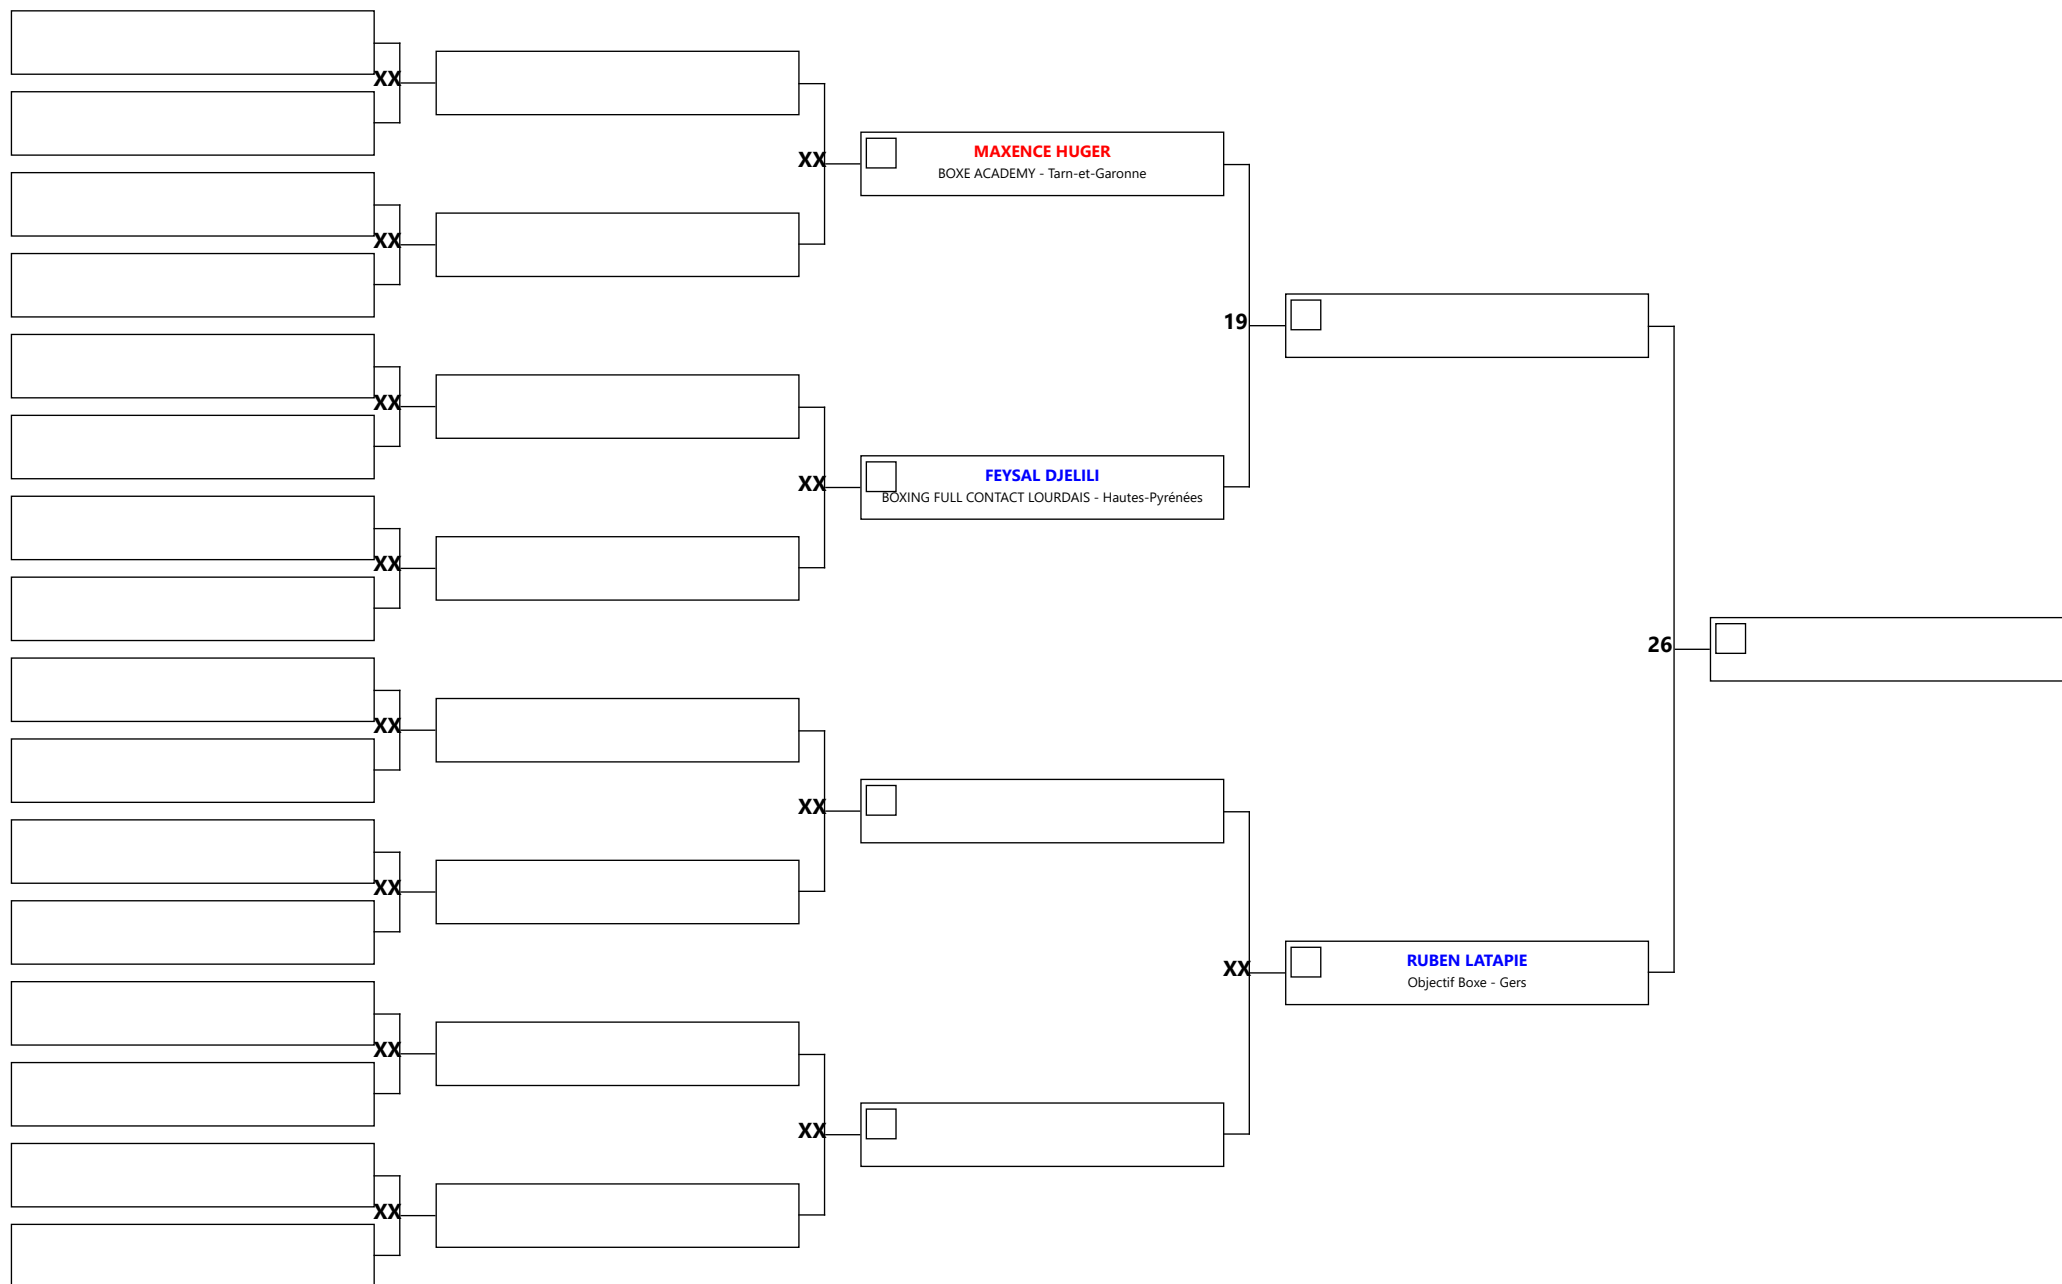 XX
XX
MAXENCE HUGER
BOXE ACADEMY - Tarn-et-Garonne
XX
19
XX
XX
FEYSAL DJELILI
BOXING FULL CONTACT LOURDAIS - Hautes-Pyrénées
XX
26
XX
XX
XX
RUBEN LATAPIE
Objectif Boxe - Gers
XX
XX
XX
XX